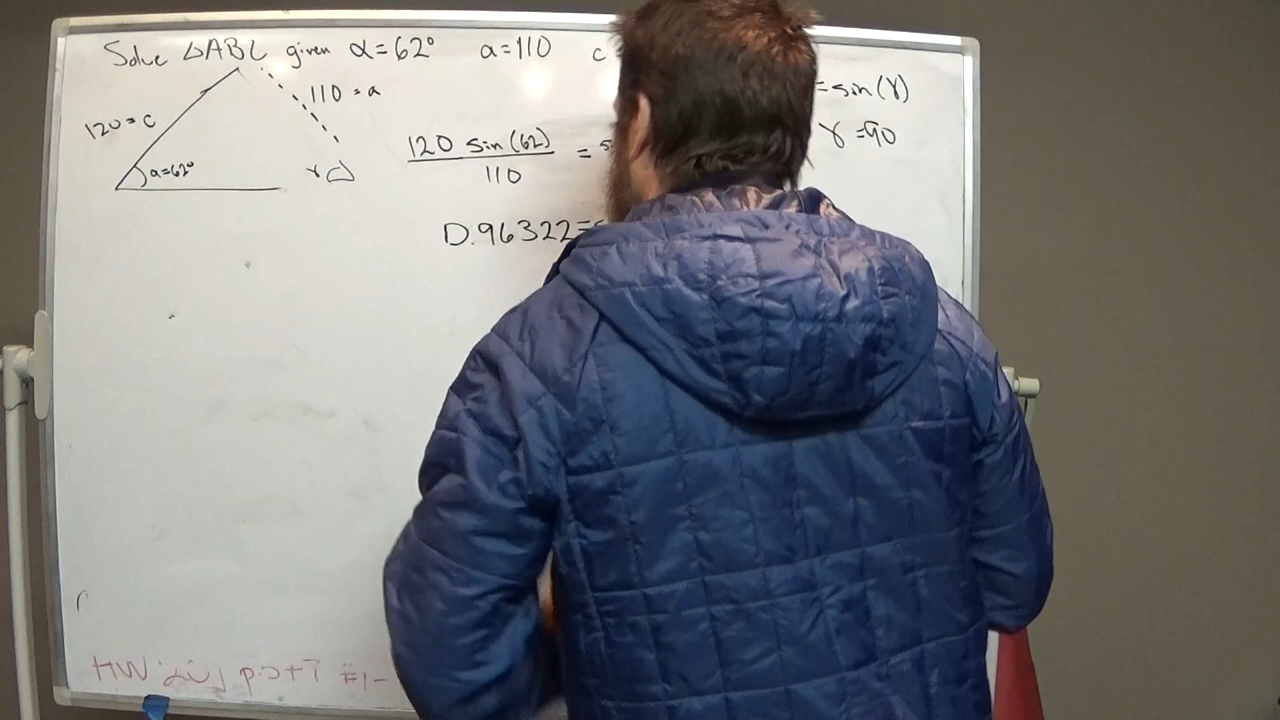 Solve △ABC given α=62° a=110 c
120=c
110=a
a=62°
γ
120 sin(62) =
110
0.96322=
=sin(γ)
γ=90
HW
#1-